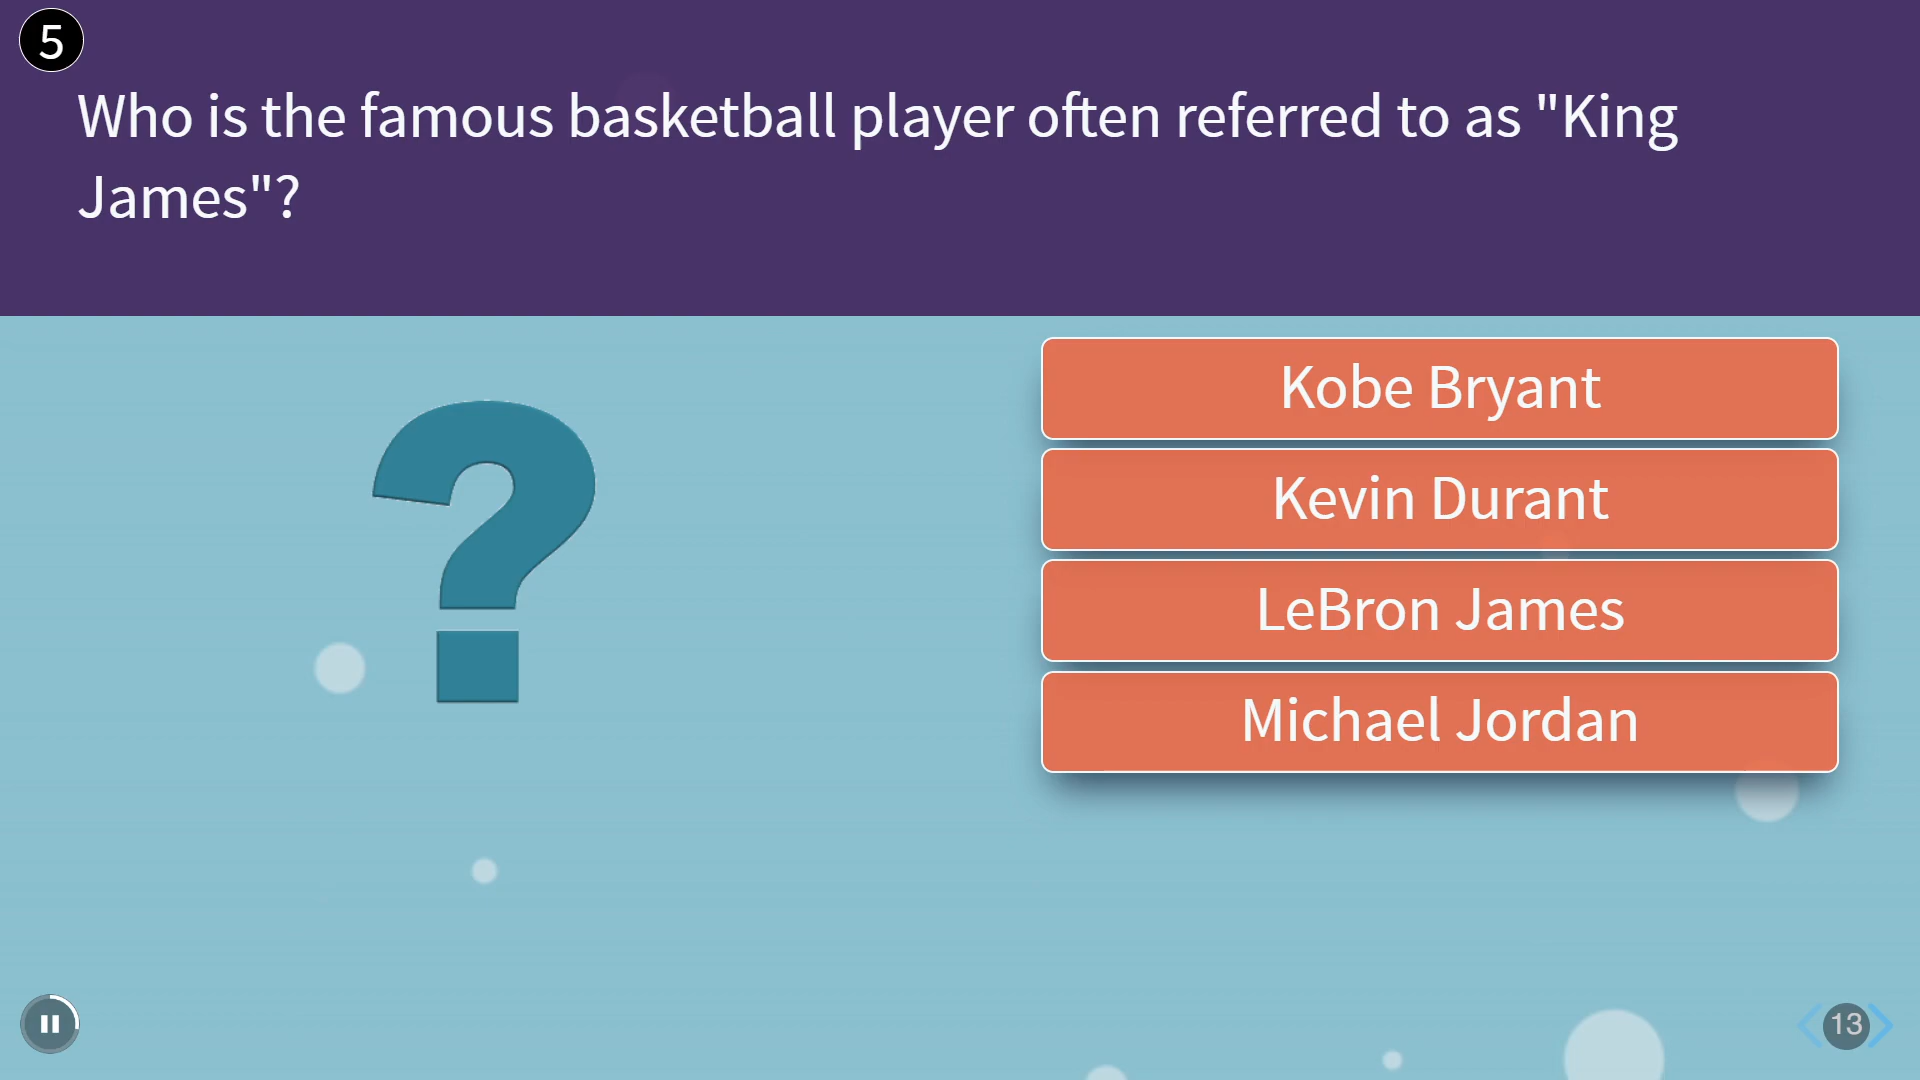 5
Who is the famous basketball player often referred to as "King
James"?
Kobe Bryant
Kevin Durant
LeBron James
Michael Jordan
13